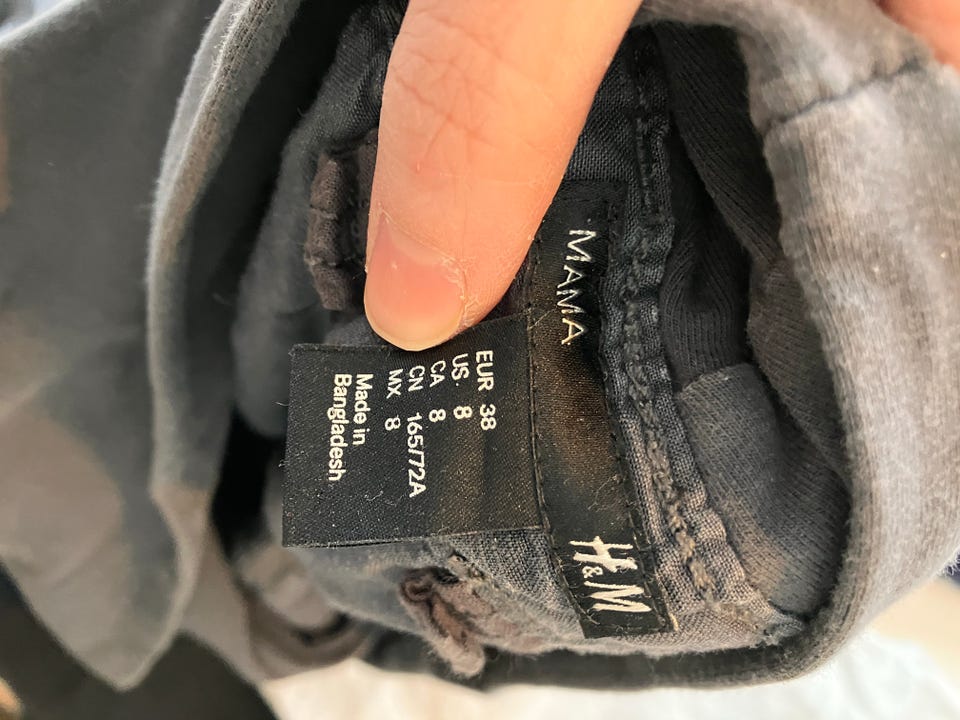 MAMA
H&M
EUR 38
US. 8
CA 8
CN 165/72A
MX 8
Made in
Bangladesh